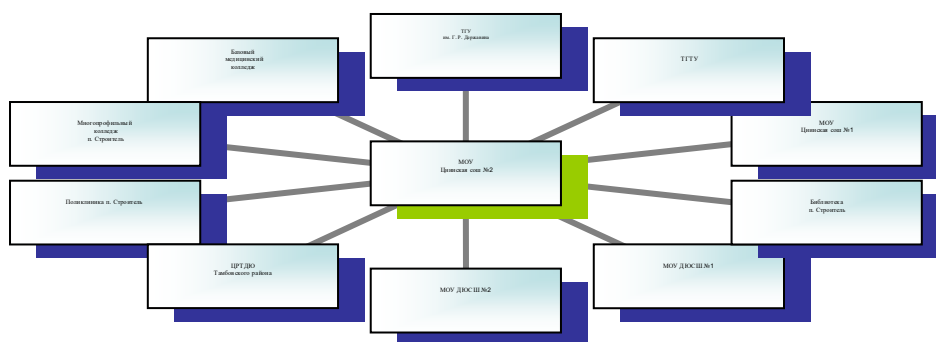 ТГУ
им. Г.Р. Державина
Базовый
медицинский
колледж
ТГТУ
Многопрофильный
колледж
п. Строитель
МОУ
Цнинская сош №1
МОУ
Цнинская сош №2
Поликлиника п. Строитель
Библиотека
п. Строитель
ЦРТДЮ
Тамбовского района
МОУ ДЮСШ №1
МОУ ДЮСШ №2